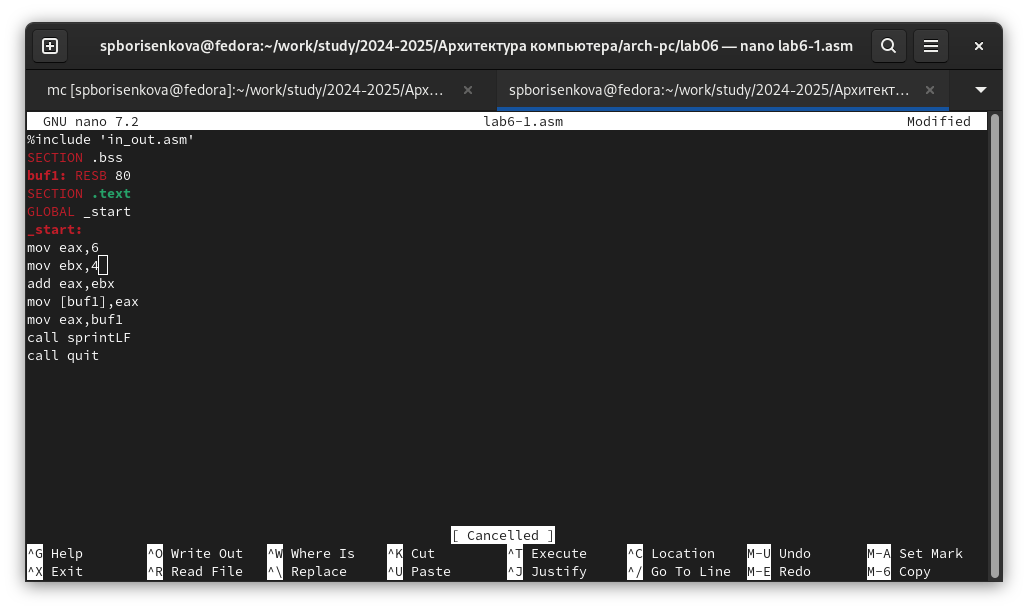 spborisenkova@fedora:~/work/study/2024-2025/Архитектура компьютера/arch-pc/lab06 — nano lab6-1.asm
mc [spborisenkova@fedora]:~/work/study/2024-2025/Арх... × spborisenkova@fedora:~/work/study/2024-2025/Архитект... ×
GNU nano 7.2 lab6-1.asm Modified
%include 'in_out.asm'
SECTION .bss
buf1: RESB 80
SECTION .text
GLOBAL _start
_start:
mov eax,6
mov ebx,4
add eax,ebx
mov [buf1],eax
mov eax,buf1
call sprintLF
call quit
[ Cancelled ]
^G Help ^O Write Out ^W Where Is ^K Cut ^T Execute ^C Location M-U Undo M-A Set Mark
^X Exit ^R Read File ^\ Replace ^U Paste ^J Justify ^/ Go To Line M-E Redo M-6 Copy